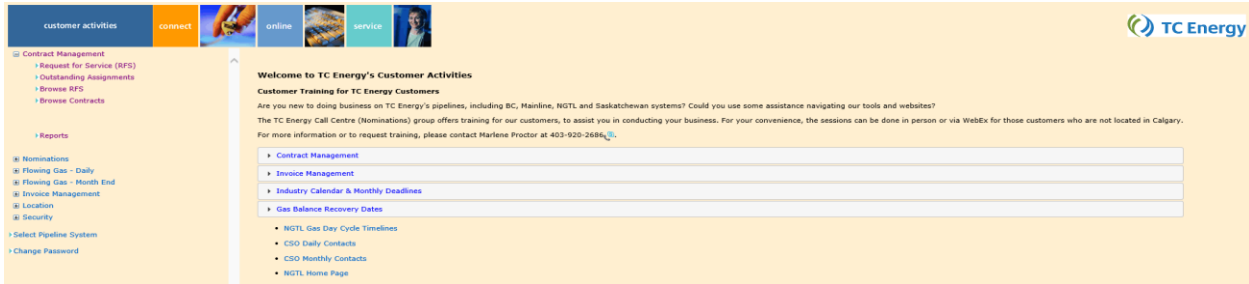 customer activities
connect
online
service
TC Energy
Contract Management
Request for Service (RFS)
Outstanding Assignments
Browse RFS
Browse Contracts
Reports
Nominations
Flowing Gas - Daily
Flowing Gas - Month End
Invoice Management
Location
Security
Select Pipeline System
Change Password
Welcome to TC Energy's Customer Activities
Customer Training for TC Energy Customers
Are you new to doing business on TC Energy's pipelines, including BC, Mainline, NGTL and Saskatchewan systems? Could you use some assistance navigating our tools and websites?
The TC Energy Call Centre (Nominations) group offers training for our customers, to assist you in conducting your business. For your convenience, the sessions can be done in person or via WebEx for those customers who are not located in Calgary.
For more information or to request training, please contact Marlene Proctor at 403-920-2686.
Contract Management
Invoice Management
Industry Calendar & Monthly Deadlines
Gas Balance Recovery Dates
NGTL Gas Day Cycle Timelines
CSO Daily Contacts
CSO Monthly Contacts
NGTL Home Page